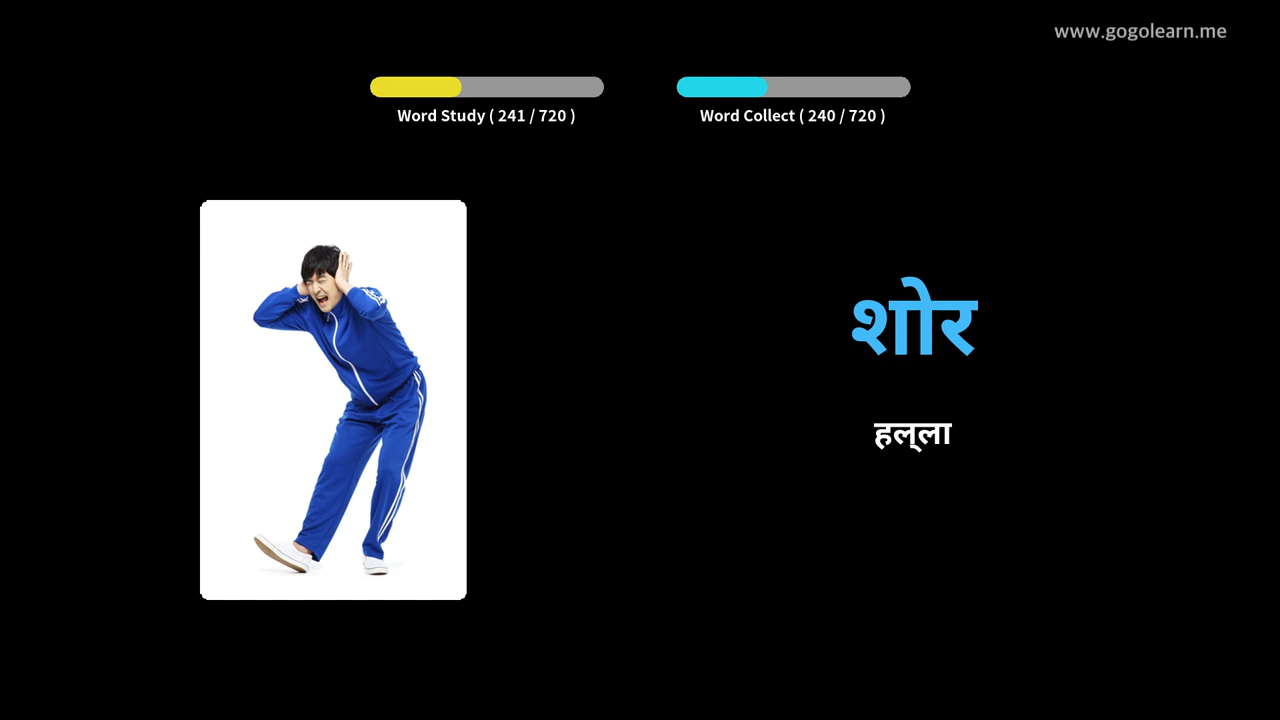 www.gogolearn.me
Word Study ( 241 / 720 )
Word Collect ( 240 / 720 )
शोर
हल्ला